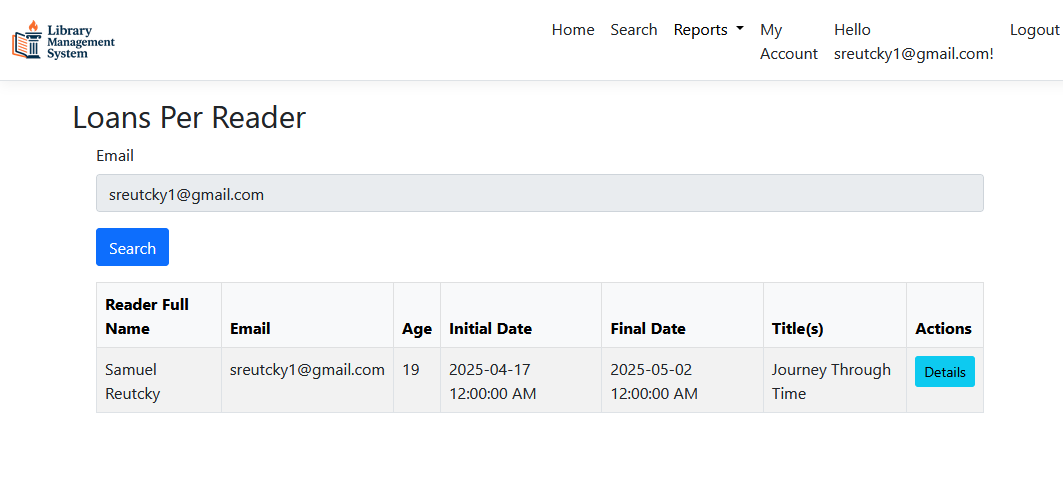 Library
Management
System
Home Search Reports My Account Hello sreutcky1@gmail.com! Logout
Loans Per Reader
Email
sreutcky1@gmail.com
Search
Reader Full Name Email Age Initial Date Final Date Title(s) Actions
Samuel Reutcky sreutcky1@gmail.com 19 2025-04-17 12:00:00 AM 2025-05-02 12:00:00 AM Journey Through Time Details